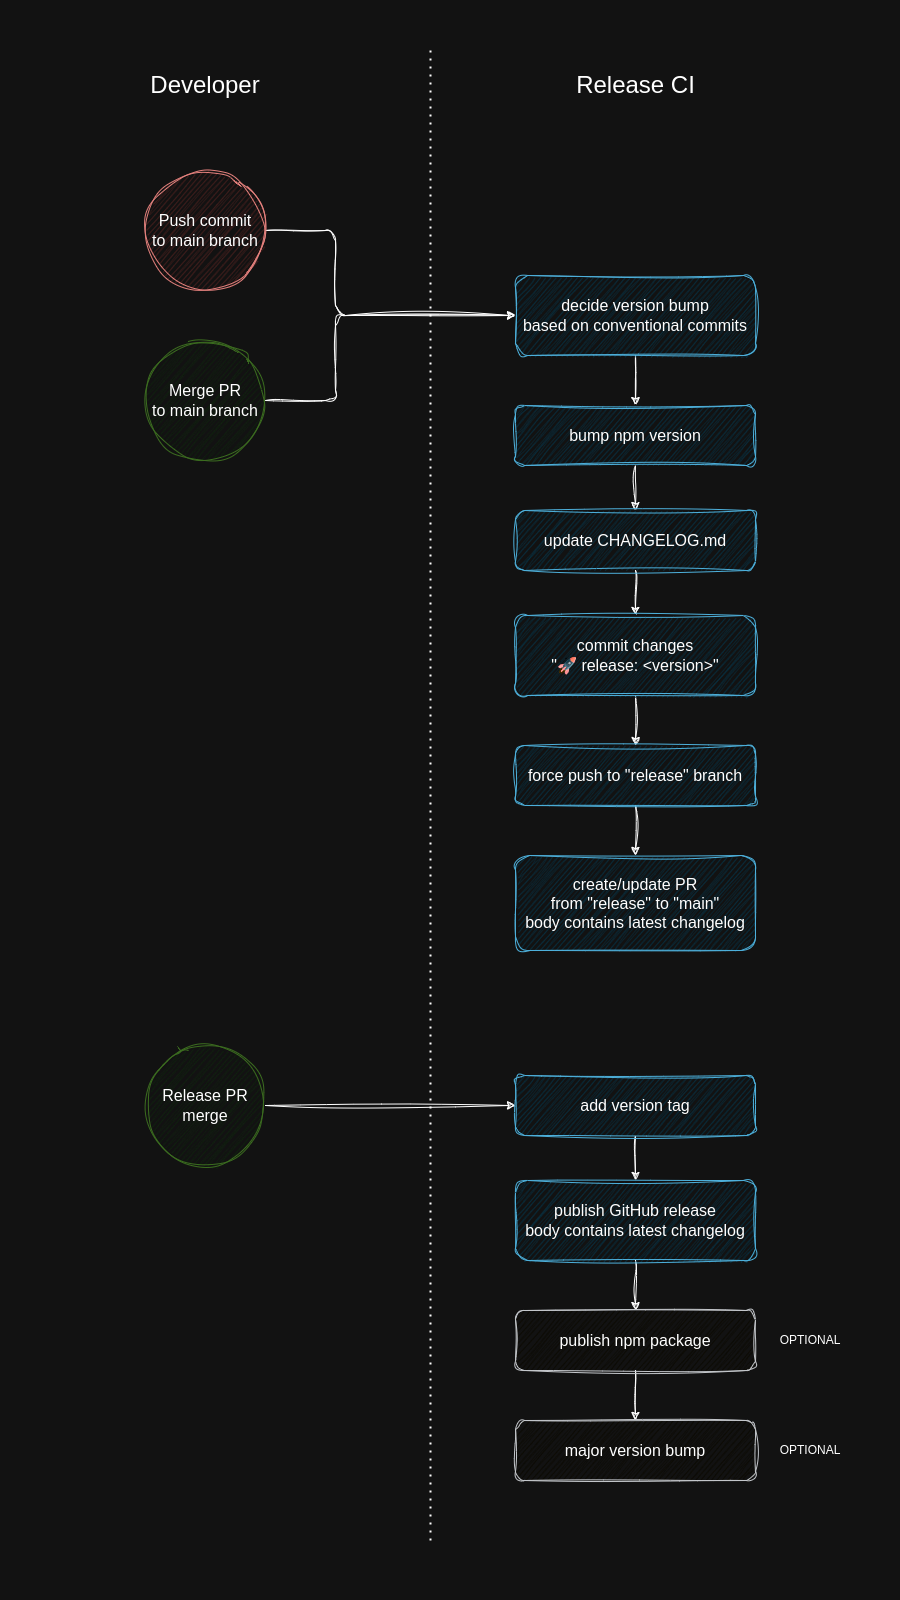 Developer
Release CI
Push commit
to main branch
Merge PR
to main branch
decide version bump
based on conventional commits
bump npm version
update CHANGELOG.md
commit changes
"🚀 release: <version>"
force push to "release" branch
create/update PR
from "release" to "main"
body contains latest changelog
Release PR
merge
add version tag
publish GitHub release
body contains latest changelog
publish npm package
OPTIONAL
major version bump
OPTIONAL